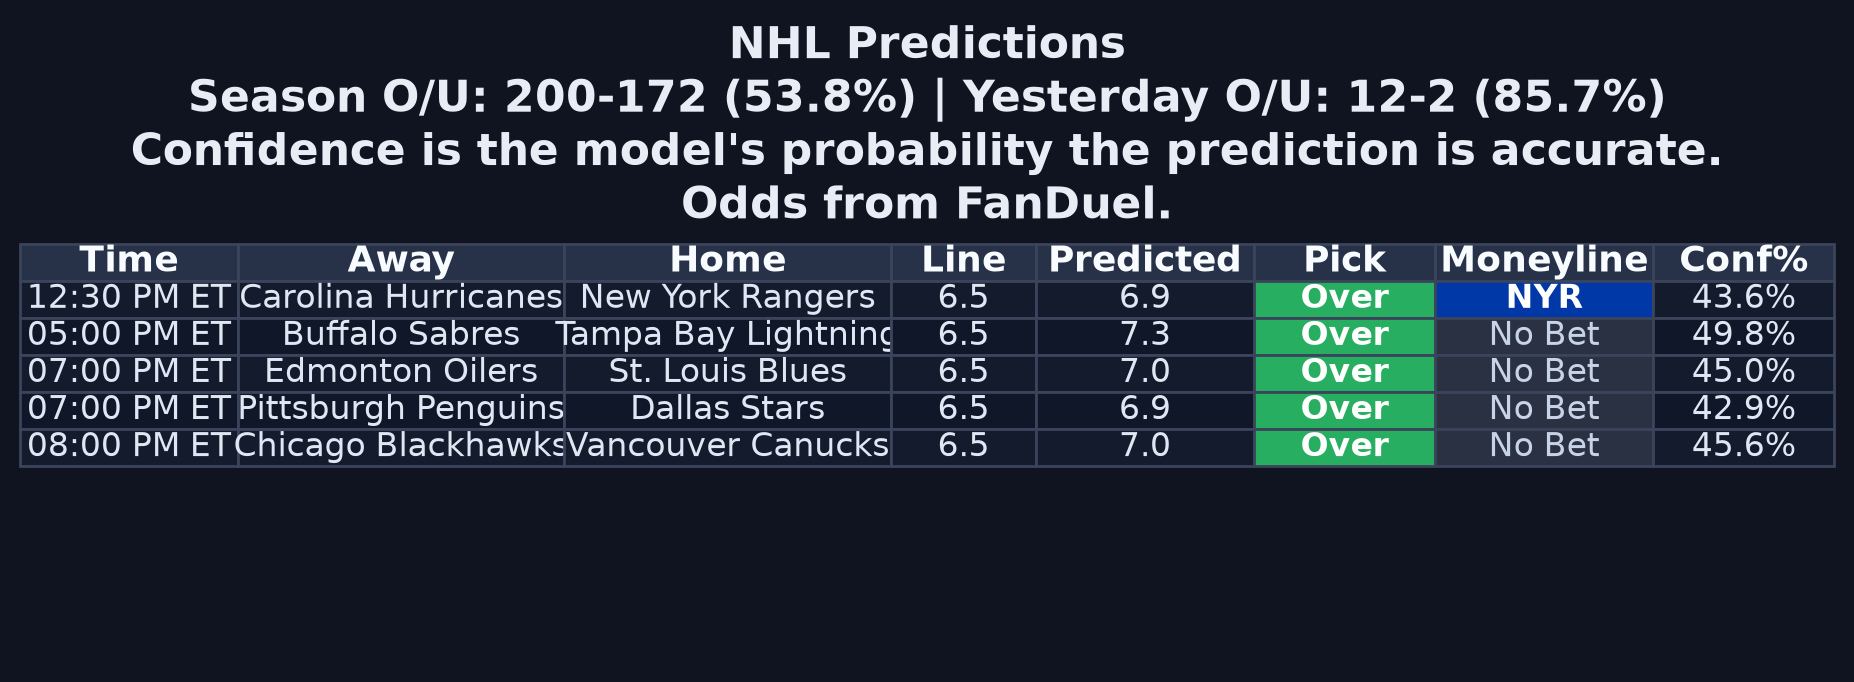 NHL Predictions
Season O/U: 200-172 (53.8%) | Yesterday O/U: 12-2 (85.7%)
Confidence is the model's probability the prediction is accurate.
Odds from FanDuel.
Time Away Home Line Predicted Pick Moneyline Conf%
12:30 PM ET Carolina Hurricanes New York Rangers 6.5 6.9 Over NYR 43.6%
05:00 PM ET Buffalo Sabres Tampa Bay Lightning 6.5 7.3 Over No Bet 49.8%
07:00 PM ET Edmonton Oilers St. Louis Blues 6.5 7.0 Over No Bet 45.0%
07:00 PM ET Pittsburgh Penguins Dallas Stars 6.5 6.9 Over No Bet 42.9%
08:00 PM ET Chicago Blackhawks Vancouver Canucks 6.5 7.0 Over No Bet 45.6%